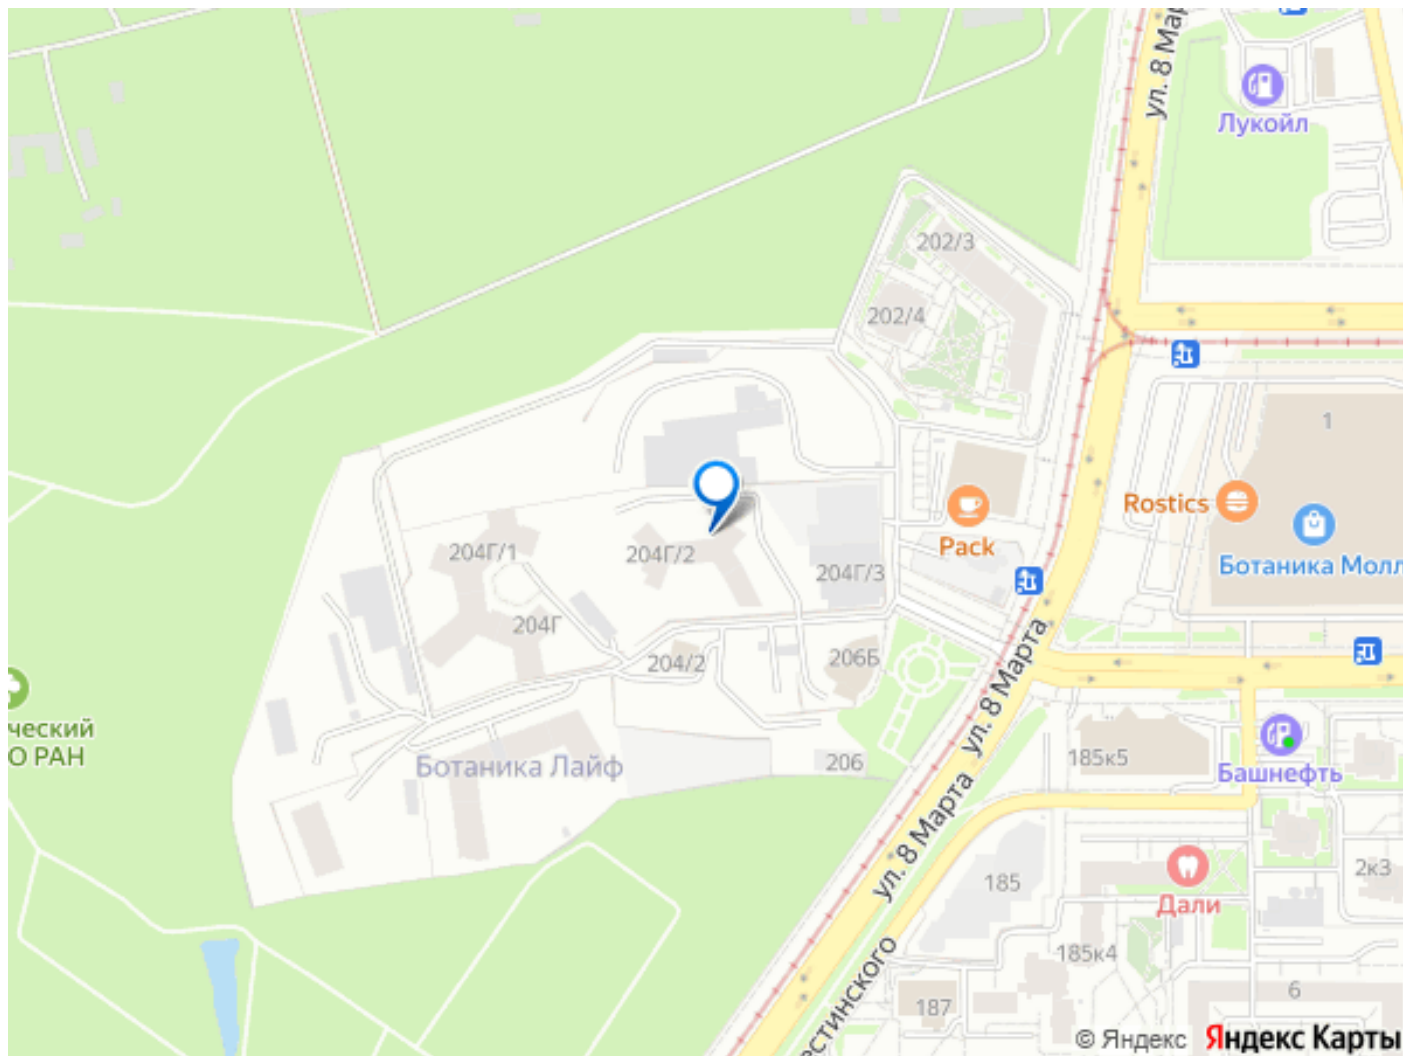 ул. 8 Мар
Лукойл
202/3
202/4
1
Rostics
Pack
Ботаника Молл
204Г/1
204Г/2
204Г/3
204Г
204/2
206Б
ул. 8 Марта
ческий
О РАН
Ботаника Лайф
206
185к5
Башнефть
ул. 8 Марта
185
Дали
2к3
185к4
естинского
187
6
© Яндекс Яндекс Карты